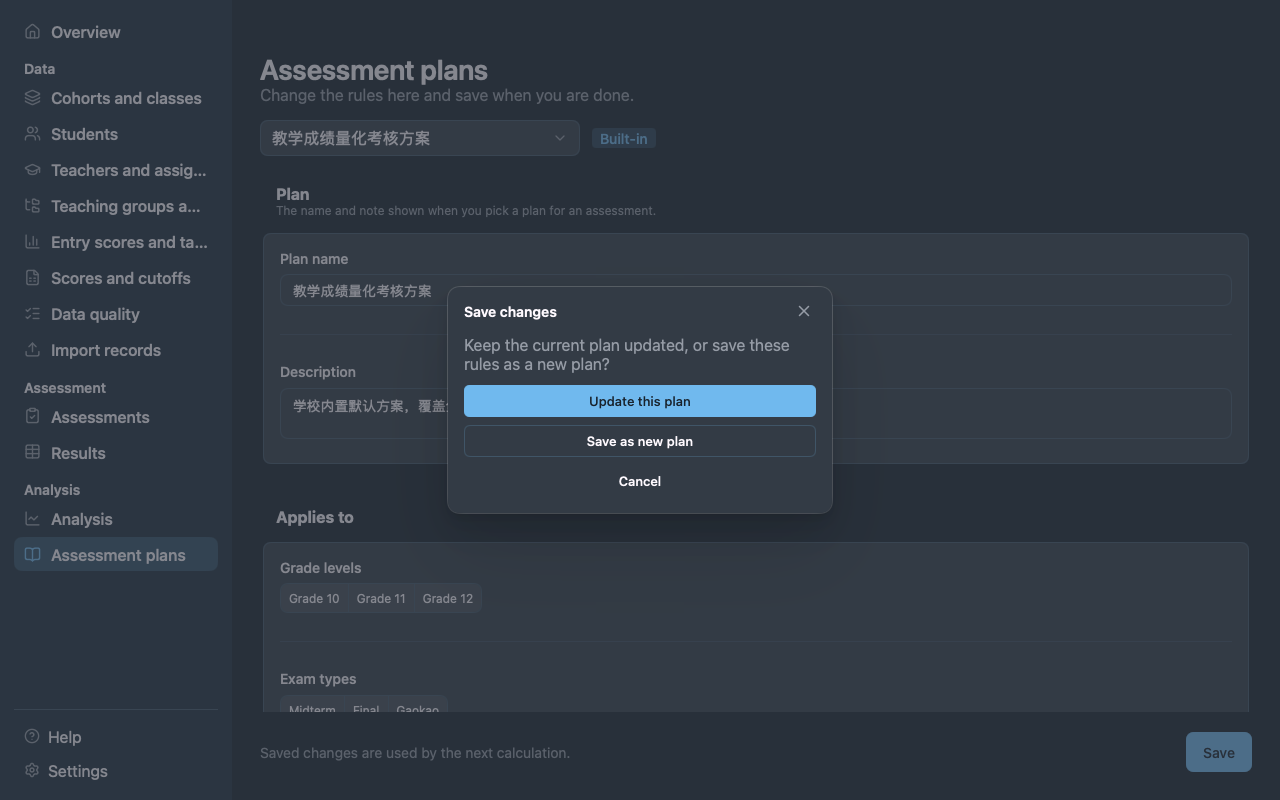 Overview
Data
Cohorts and classes
Students
Teachers and assig...
Teaching groups a...
Entry scores and ta...
Scores and cutoffs
Data quality
Import records
Assessment
Assessments
Results
Analysis
Analysis
Assessment plans
Help
Settings
Assessment plans
Change the rules here and save when you are done.
教学成绩量化考核方案
Built-in
Plan
The name and note shown when you pick a plan for an assessment.
Plan name
教学成绩量化考核方案
Description
学校内置默认方案，覆盖
Save changes
Keep the current plan updated, or save these
rules as a new plan?
Update this plan
Save as new plan
Cancel
Applies to
Grade levels
Grade 10 Grade 11 Grade 12
Exam types
Midterm Final Gaokao
Saved changes are used by the next calculation.
Save